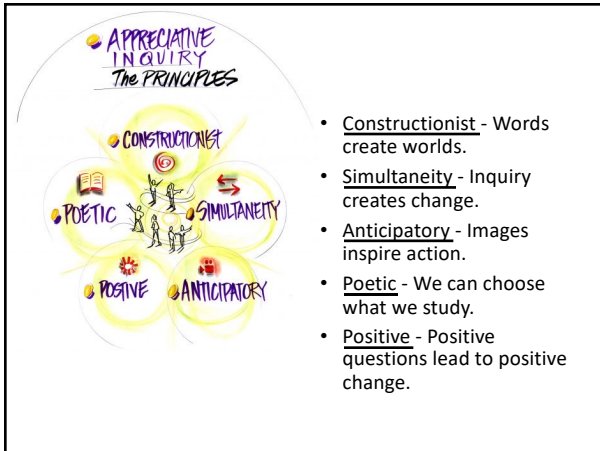 APPRECIATIVE
INQUIRY
The PRINCIPLES
CONSTRUCTIONIST
POETIC
SIMULTANEITY
POSTIVE
ANTICIPATORY
• Constructionist - Words
create worlds.
• Simultaneity - Inquiry
creates change.
• Anticipatory - Images
inspire action.
• Poetic - We can choose
what we study.
• Positive - Positive
questions lead to positive
change.